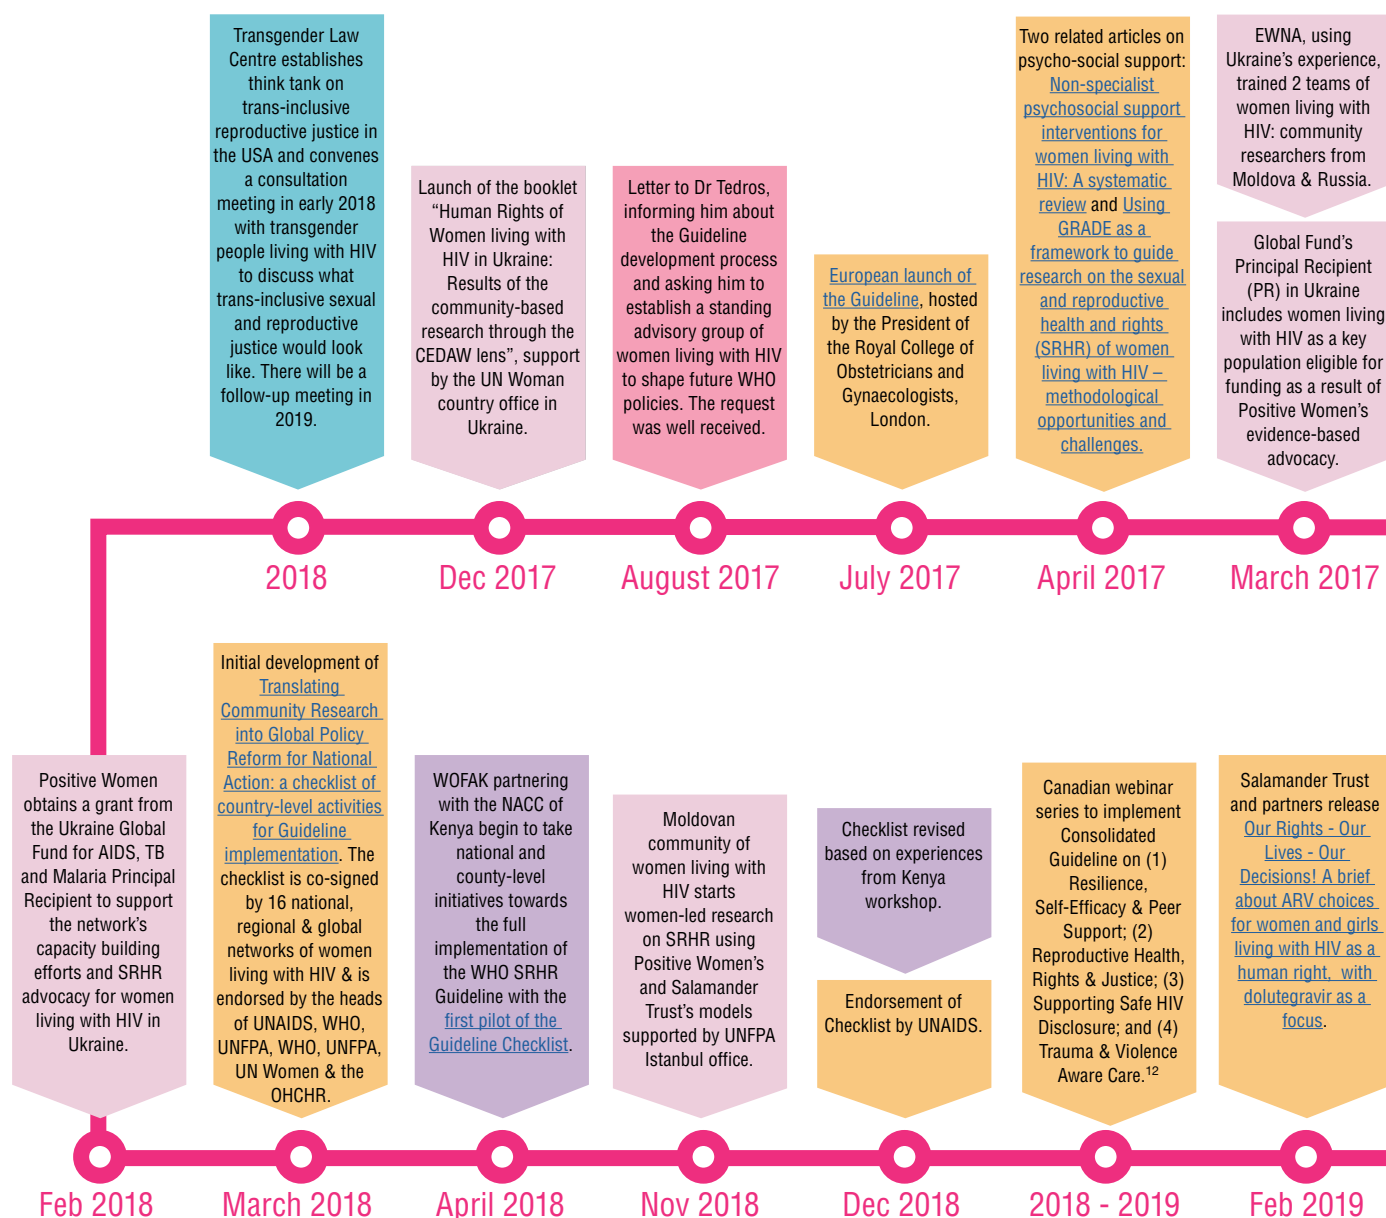 Transgender Law
Centre establishes
think tank on
trans-inclusive
reproductive justice in
the USA and convenes
a consultation
meeting in early 2018
with transgender
people living with HIV
to discuss what
trans-inclusive sexual
and reproductive
justice would look
like. There will be a
follow-up meeting in
2019.
2018
Launch of the booklet
“Human Rights of
Women living with
HIV in Ukraine:
Results of the
community-based
research through the
CEDAW lens”, support
by the UN Woman
country office in
Ukraine.
Dec 2017
Letter to Dr Tedros,
informing him about
the Guideline
development process
and asking him to
establish a standing
advisory group of
women living with HIV
to shape future WHO
policies. The request
was well received.
August 2017
European launch of
the Guideline, hosted
by the President of
the Royal College of
Obstetricians and
Gynaecologists,
London.
July 2017
Two related articles on
psycho-social support:
Non-specialist
psychosocial support
interventions for
women living with
HIV: A systematic
review and Using
GRADE as a
framework to guide
research on the sexual
and reproductive
health and rights
(SRHR) of women
living with HIV –
methodological
opportunities and
challenges.
April 2017
EWNA, using
Ukraine’s experience,
trained 2 teams of
women living with
HIV: community
researchers from
Moldova & Russia.
Global Fund’s
Principal Recipient
(PR) in Ukraine
includes women living
with HIV as a key
population eligible for
funding as a result of
Positive Women’s
evidence-based
advocacy.
March 2017
Positive Women
obtains a grant from
the Ukraine Global
Fund for AIDS, TB
and Malaria Principal
Recipient to support
the network’s
capacity building
efforts and SRHR
advocacy for women
living with HIV in
Ukraine.
Feb 2018
Initial development of
Translating
Community Research
into Global Policy
Reform for National
Action: a checklist of
country-level activities
for Guideline
implementation. The
checklist is co-signed
by 16 national,
regional & global
networks of women
living with HIV & is
endorsed by the heads
of UNAIDS, WHO,
UNFPA, WHO, UNFPA,
UN Women & the
OHCHR.
March 2018
WOFAK partnering
with the NACC of
Kenya begin to take
national and
county-level
initiatives towards
the full
implementation of
the WHO SRHR
Guideline with the
first pilot of the
Guideline Checklist.
April 2018
Moldovan
community of
women living with
HIV starts
women-led research
on SRHR using
Positive Women’s
and Salamander
Trust’s models
supported by UNFPA
Istanbul office.
Nov 2018
Checklist revised
based on experiences
from Kenya
workshop.
Endorsement of
Checklist by UNAIDS.
Dec 2018
Canadian webinar
series to implement
Consolidated
Guideline on (1)
Resilience,
Self-Efficacy & Peer
Support; (2)
Reproductive Health,
Rights & Justice; (3)
Supporting Safe HIV
Disclosure; and (4)
Trauma & Violence
Aware Care.¹²
2018 - 2019
Salamander Trust
and partners release
Our Rights - Our
Lives - Our
Decisions! A brief
about ARV choices
for women and girls
living with HIV as a
human right, with
dolutegravir as a
focus.
Feb 2019